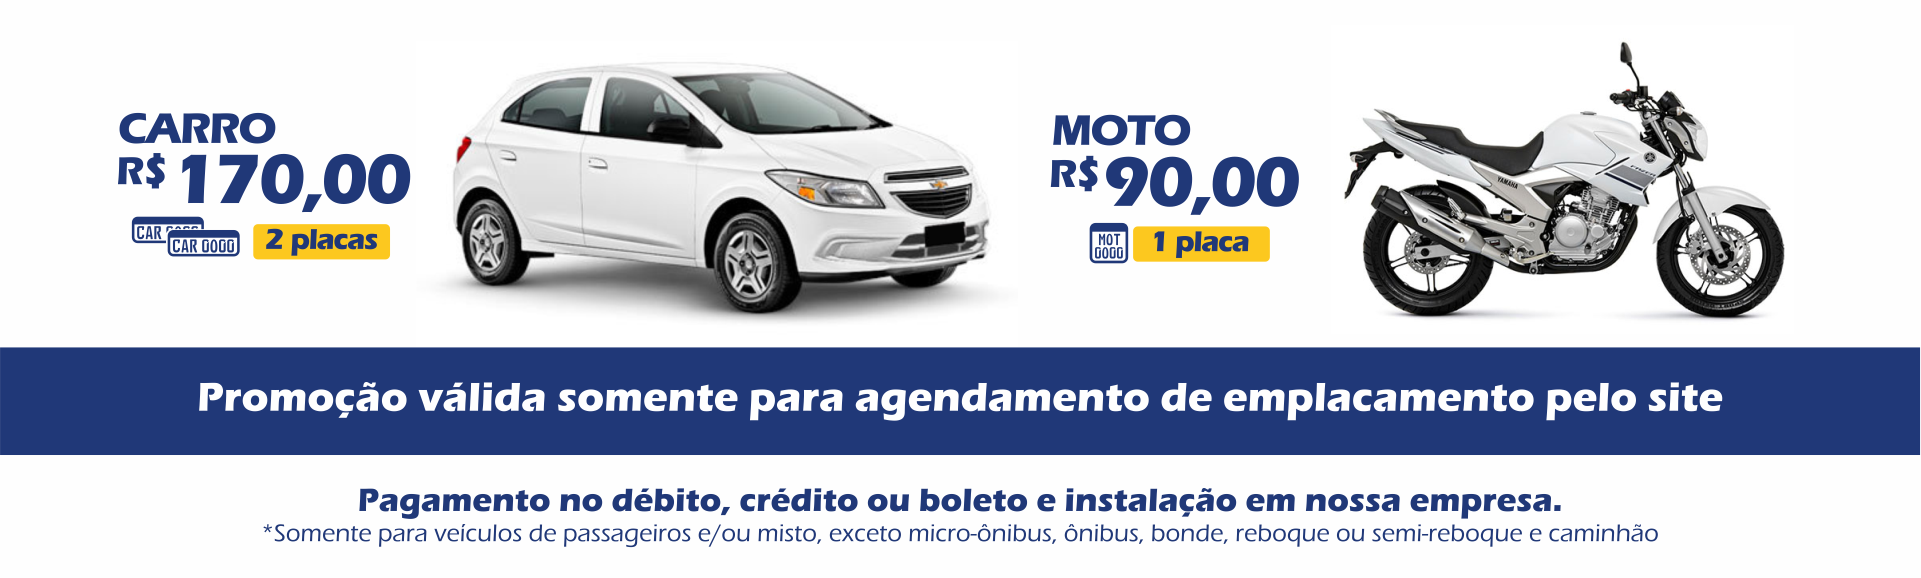 CARRO
R$ 170,00
CAR
CAR 0000
2 placas
MOTO
R$ 90,00
MOT
0000
1 placa
YAMAHA
Promoção válida somente para agendamento de emplacamento pelo site
Pagamento no débito, crédito ou boleto e instalação em nossa empresa.
*Somente para veículos de passageiros e/ou misto, exceto micro-ônibus, ônibus, bonde, reboque ou semi-reboque e caminhão